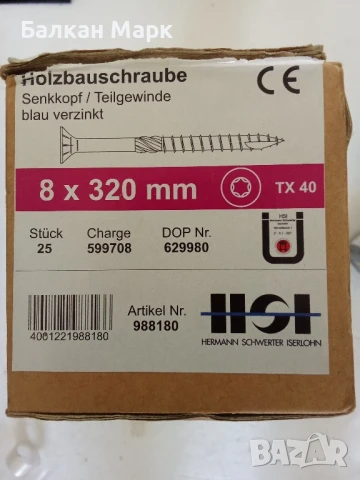 Балкан Марк
Holzbauschraube
Senkkopf / Teilgewinde
blau verzinkt
CE
8 x 320 mm
TX 40
Stück
25
Charge
599708
DOP Nr.
629980
HSI
4061221988180
Artikel Nr.
988180
HSI
HERMANN SCHWERTER ISERLOHN
BAZAR